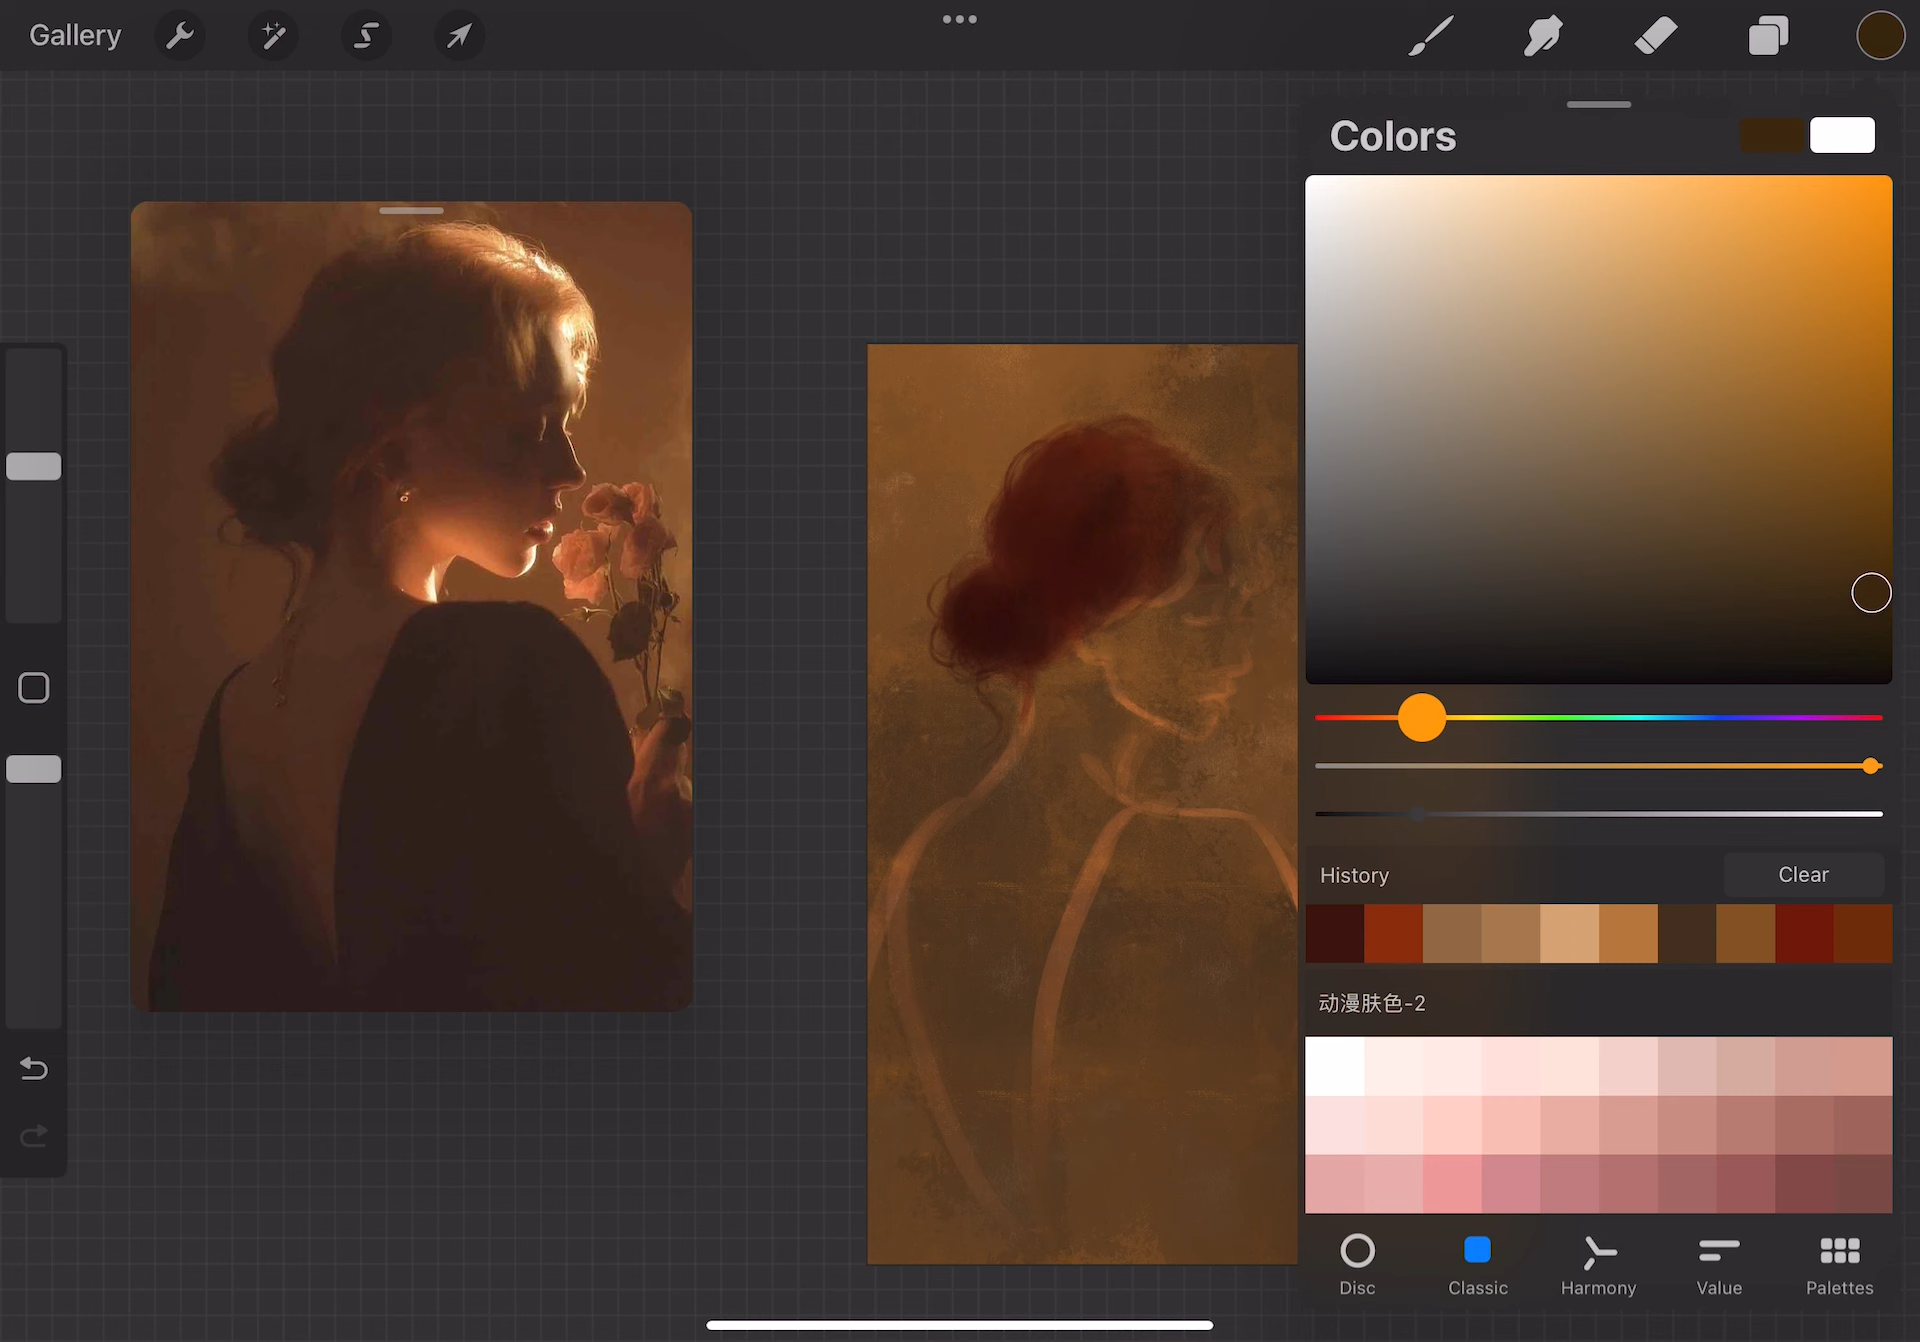 Gallery
Colors
History
Clear
动漫肤色-2
Disc
Classic
Harmony
Value
Palettes